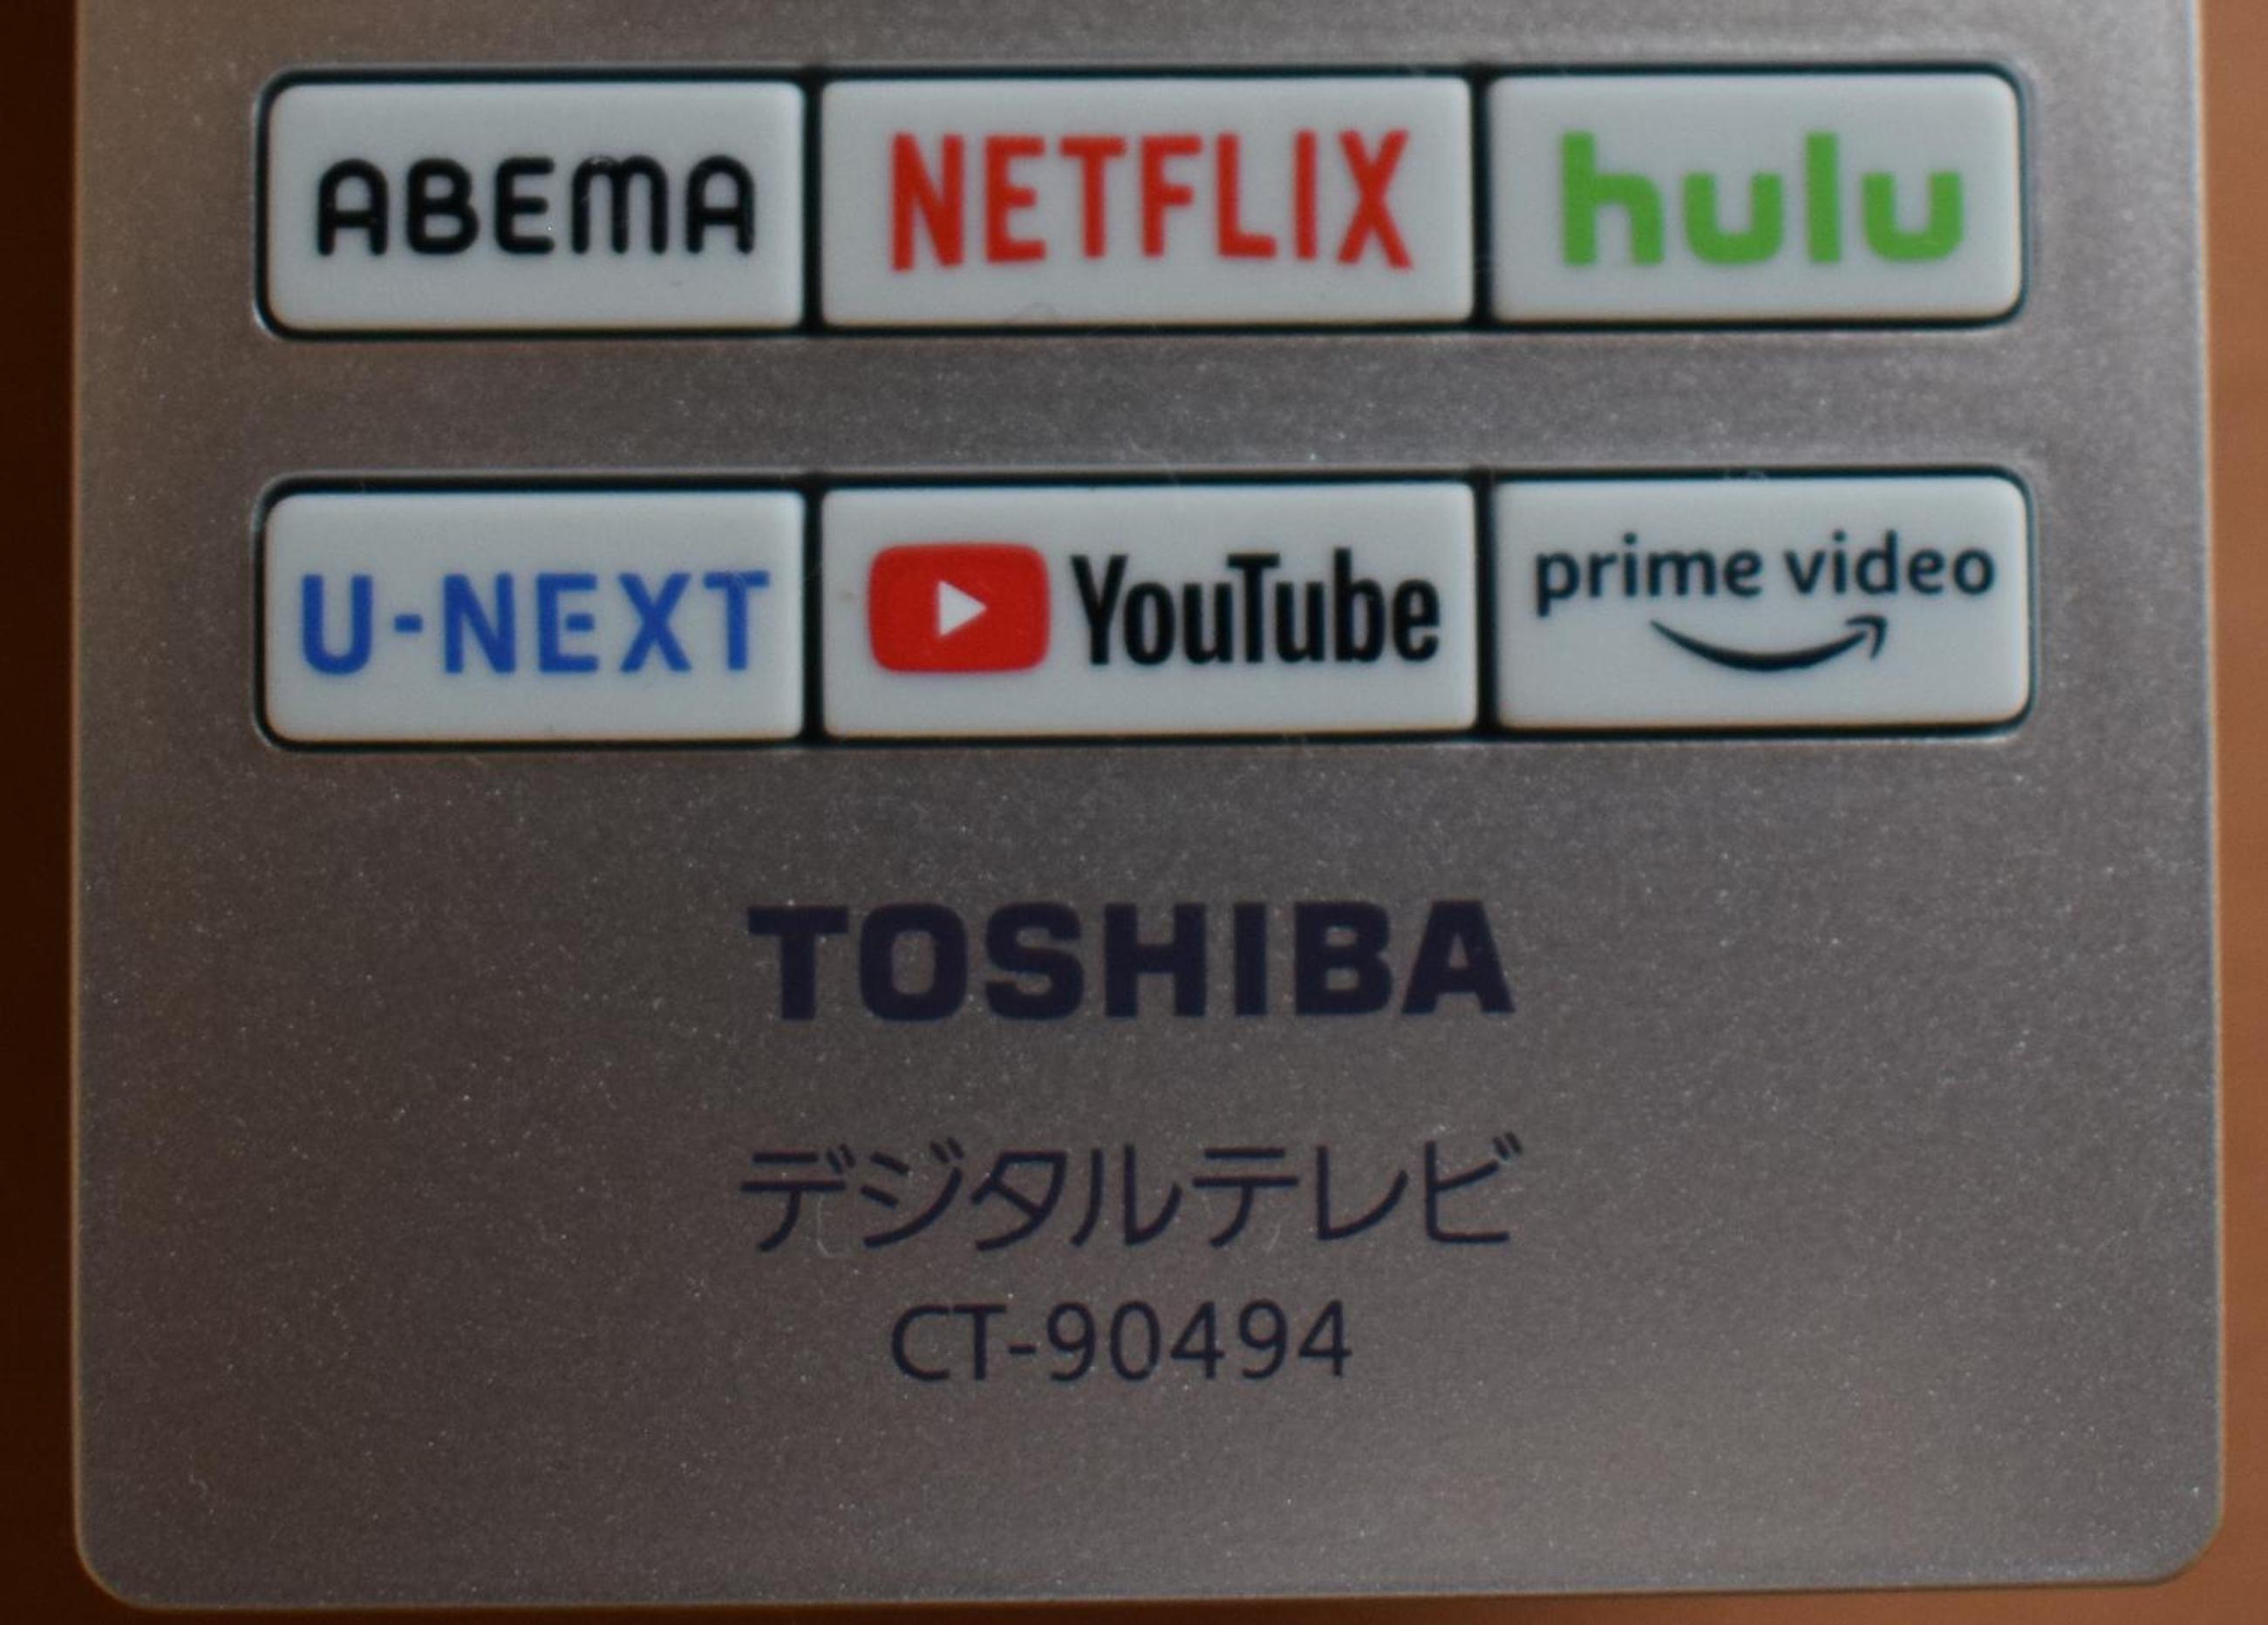 ABEMA NETFLIX hulu
U-NEXT YouTube prime video
TOSHIBA
デジタルテレビ
CT-90494